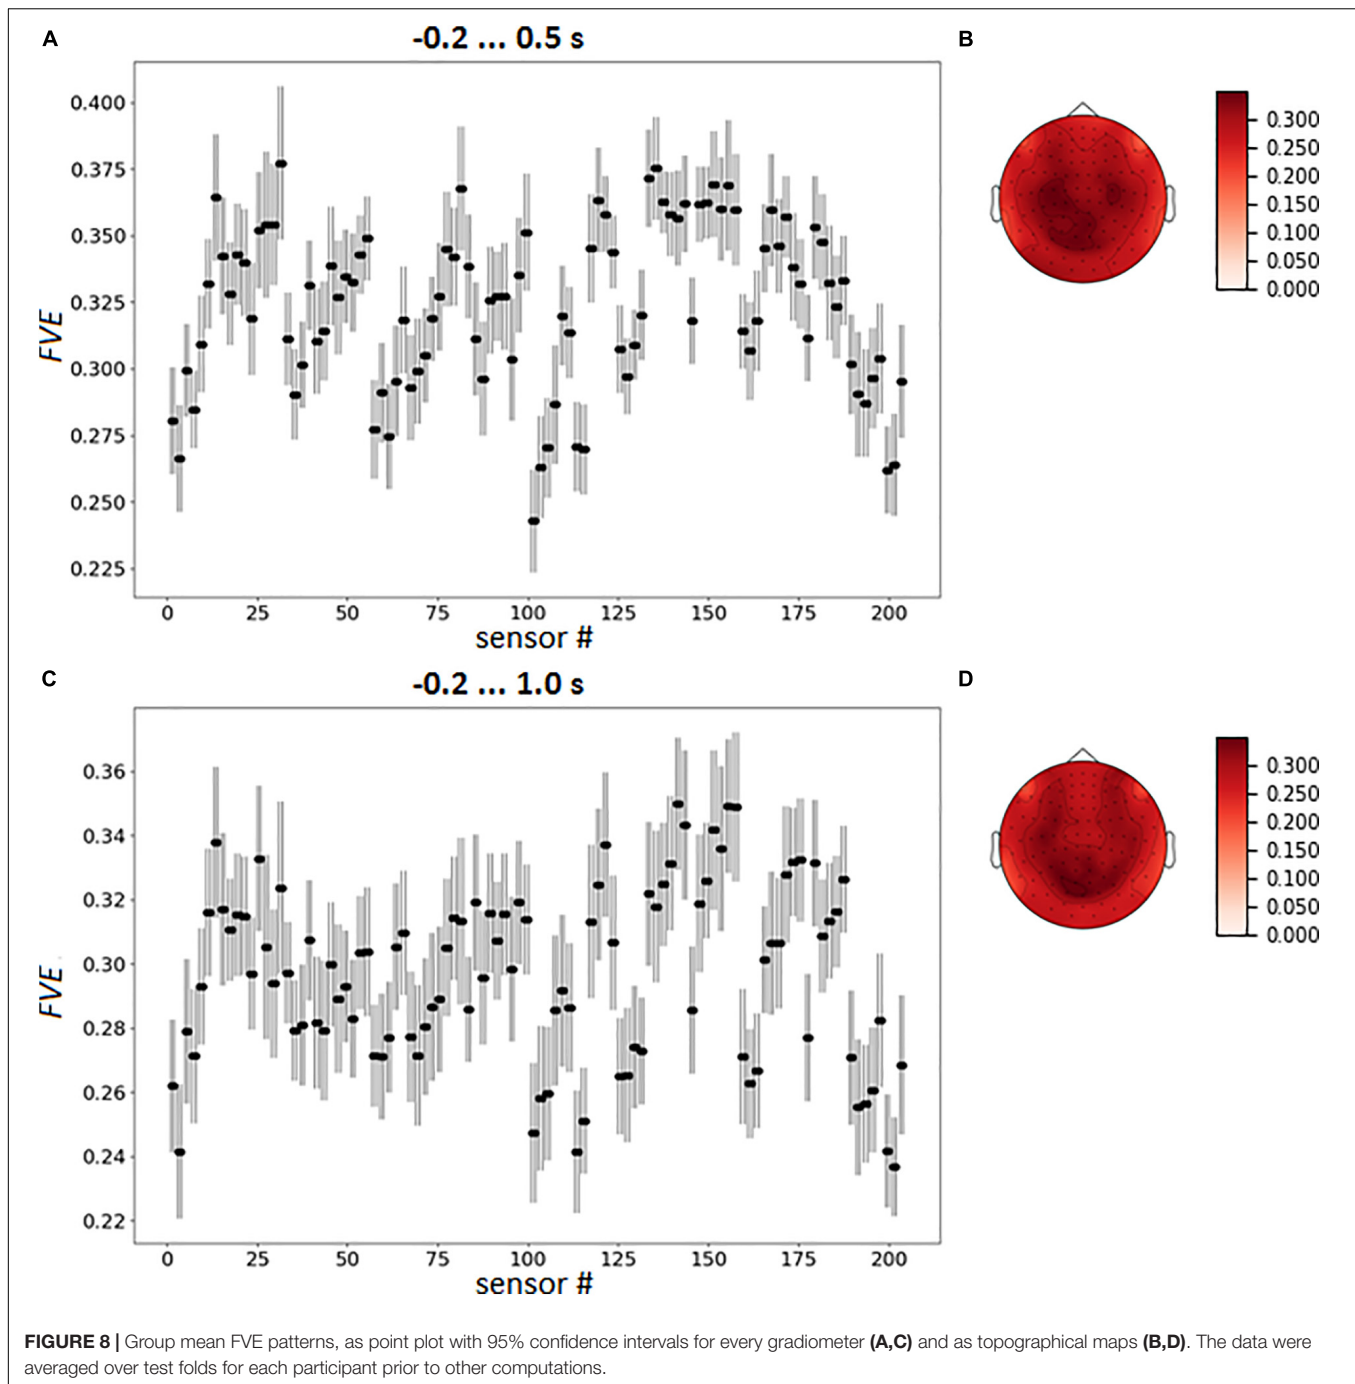 A
-0.2 ... 0.5 s
B
0.400
0.375
0.350
0.325
0.300
0.275
0.250
0.225
FVE
0 25 50 75 100 125 150 175 200
sensor #
0.300
0.250
0.200
0.150
0.100
0.050
0.000
C
-0.2 ... 1.0 s
D
0.36
0.34
0.32
0.30
0.28
0.26
0.24
0.22
FVE
0 25 50 75 100 125 150 175 200
sensor #
0.300
0.250
0.200
0.150
0.100
0.050
0.000
FIGURE 8 | Group mean FVE patterns, as point plot with 95% confidence intervals for every gradiometer (A,C) and as topographical maps (B,D). The data were
averaged over test folds for each participant prior to other computations.